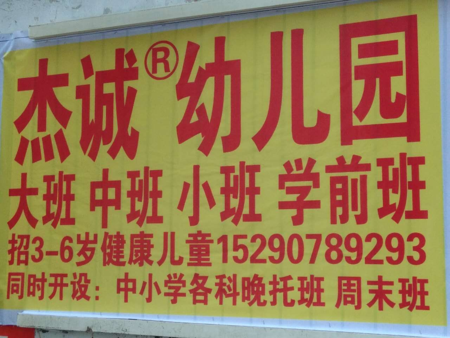 杰诚®幼儿园
大班 中班 小班 学前班
招3-6岁健康儿童15290789293
同时开设：中小学各科晚托班 周末班